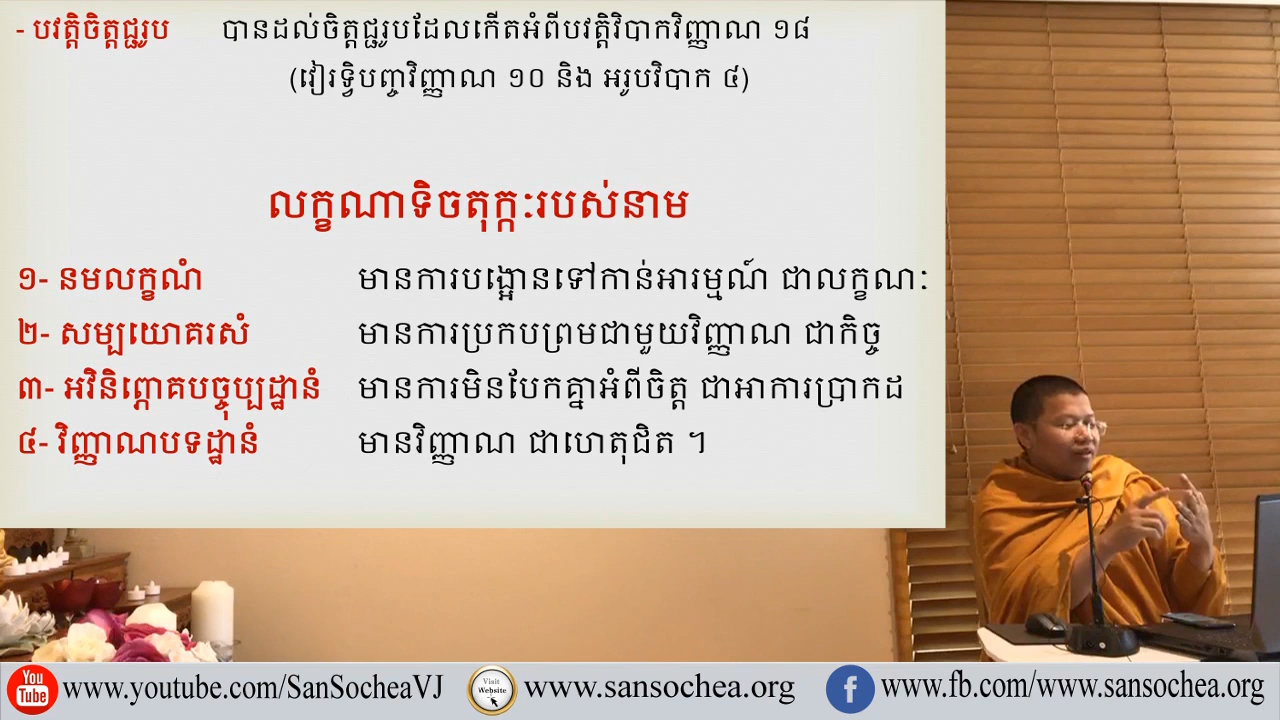 - បវត្តិចិត្តជ្ជរូប បានដល់ចិត្តជ្ជរូបដែលកើតអំពីបវត្តិវិបាកវិញ្ញាណ ១៨
(វៀរទ្វិបញ្ចវិញ្ញាណ ១០ និង អរូបវិបាក ៤)
លក្ខណាទិចតុក្កៈរបស់នាម
១- នមលក្ខណំ មានការបង្អោនទៅកាន់អារម្មណ៍ ជាលក្ខណៈ
២- សម្បយោគរសំ មានការប្រកបព្រមជាមួយវិញ្ញាណ ជាកិច្ច
៣- អវិនិព្ភោគបច្ចុប្បដ្ឋានំ មានការមិនបែកគ្នាអំពីចិត្ត ជាអាការប្រាកដ
៤- វិញ្ញាណបទដ្ឋានំ មានវិញ្ញាណ ជាហេតុជិត ។
You Tube www.youtube.com/SanSocheaVJ Visit Website www.sansochea.org f www.fb.com/www.sansochea.org